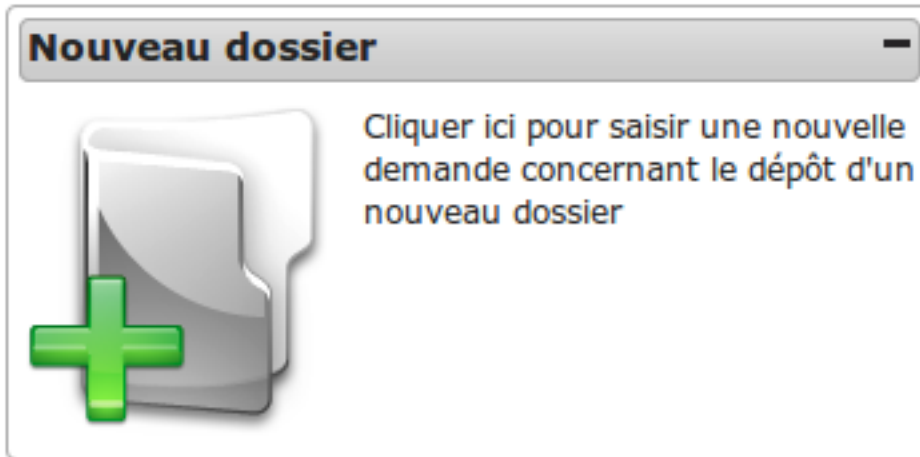 Nouveau dossier
Cliquer ici pour saisir une nouvelle
demande concernant le dépôt d'un
nouveau dossier